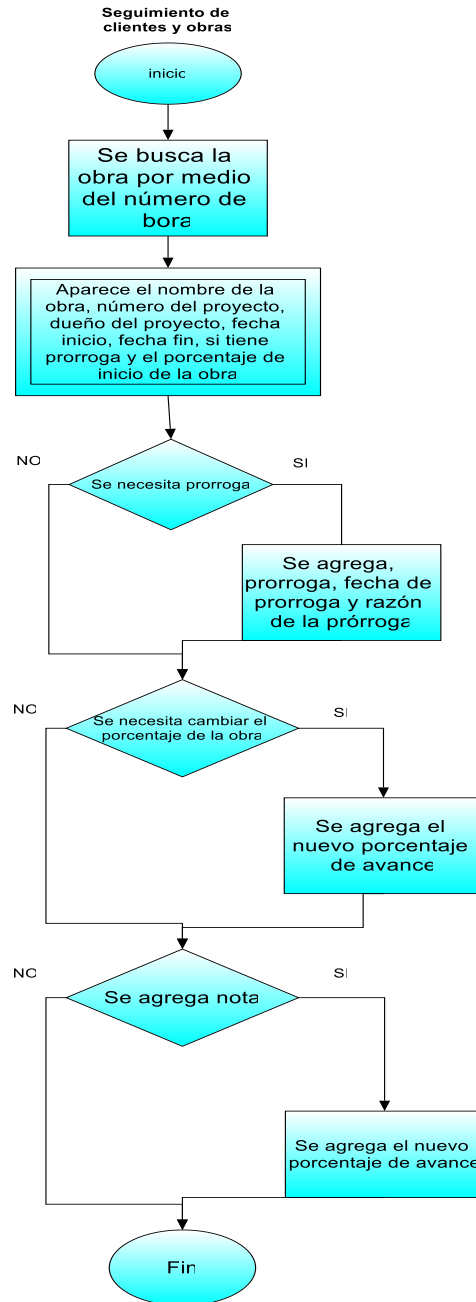 Seguimiento de
clientes y obras
inicio
Se busca la
obra por medio
del número de
bora
Aparece el nombre de la
obra, número del proyecto,
dueño del proyecto, fecha
inicio, fecha fin, si tiene
prorroga y el porcentaje de
inicio de la obra
NO
SI
Se necesita prorroga
Se agrega,
prorroga, fecha de
prorroga y razón
de la prórroga
NO
SI
Se necesita cambiar el
porcentaje de la obra
Se agrega el
nuevo porcentaje
de avance
NO
SI
Se agrega nota
Se agrega el nuevo
porcentaje de avance
Fin